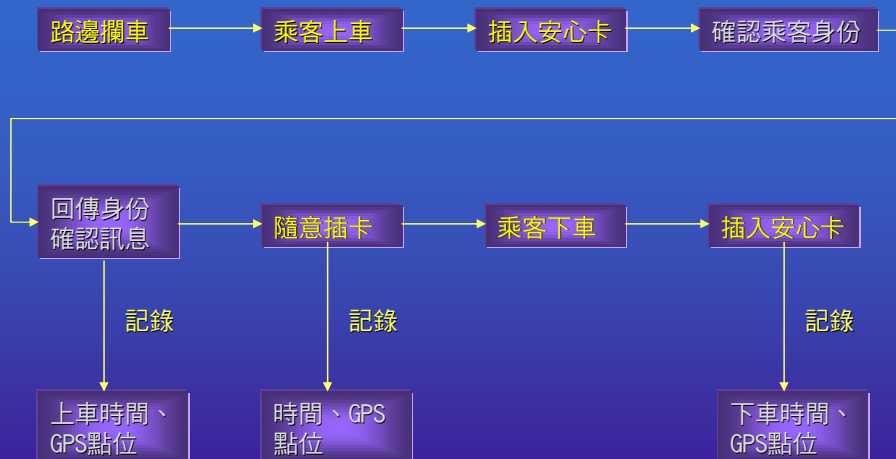 路邊攔車
乘客上車
插入安心卡
確認乘客身份
回傳身份
確認訊息
隨意插卡
乘客下車
插入安心卡
記錄
記錄
記錄
上車時間、
GPS點位
時間、GPS
點位
下車時間、
GPS點位